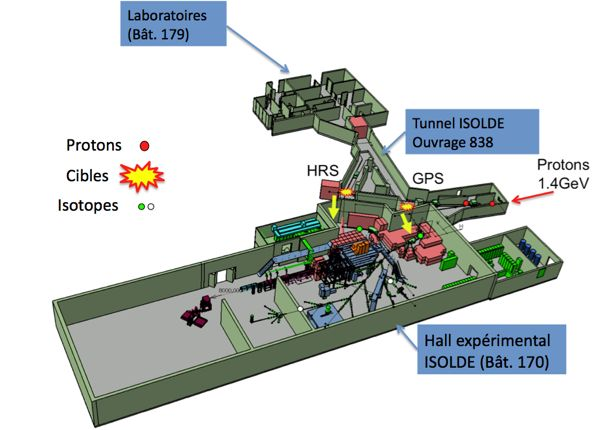 Laboratoires
(Bât. 179)
Tunnel ISOLDE
Ouvrage 838
Protons
Cibles
Isotopes
HRS
GPS
Protons
1.4GeV
Hall expérimental
ISOLDE (Bât. 170)